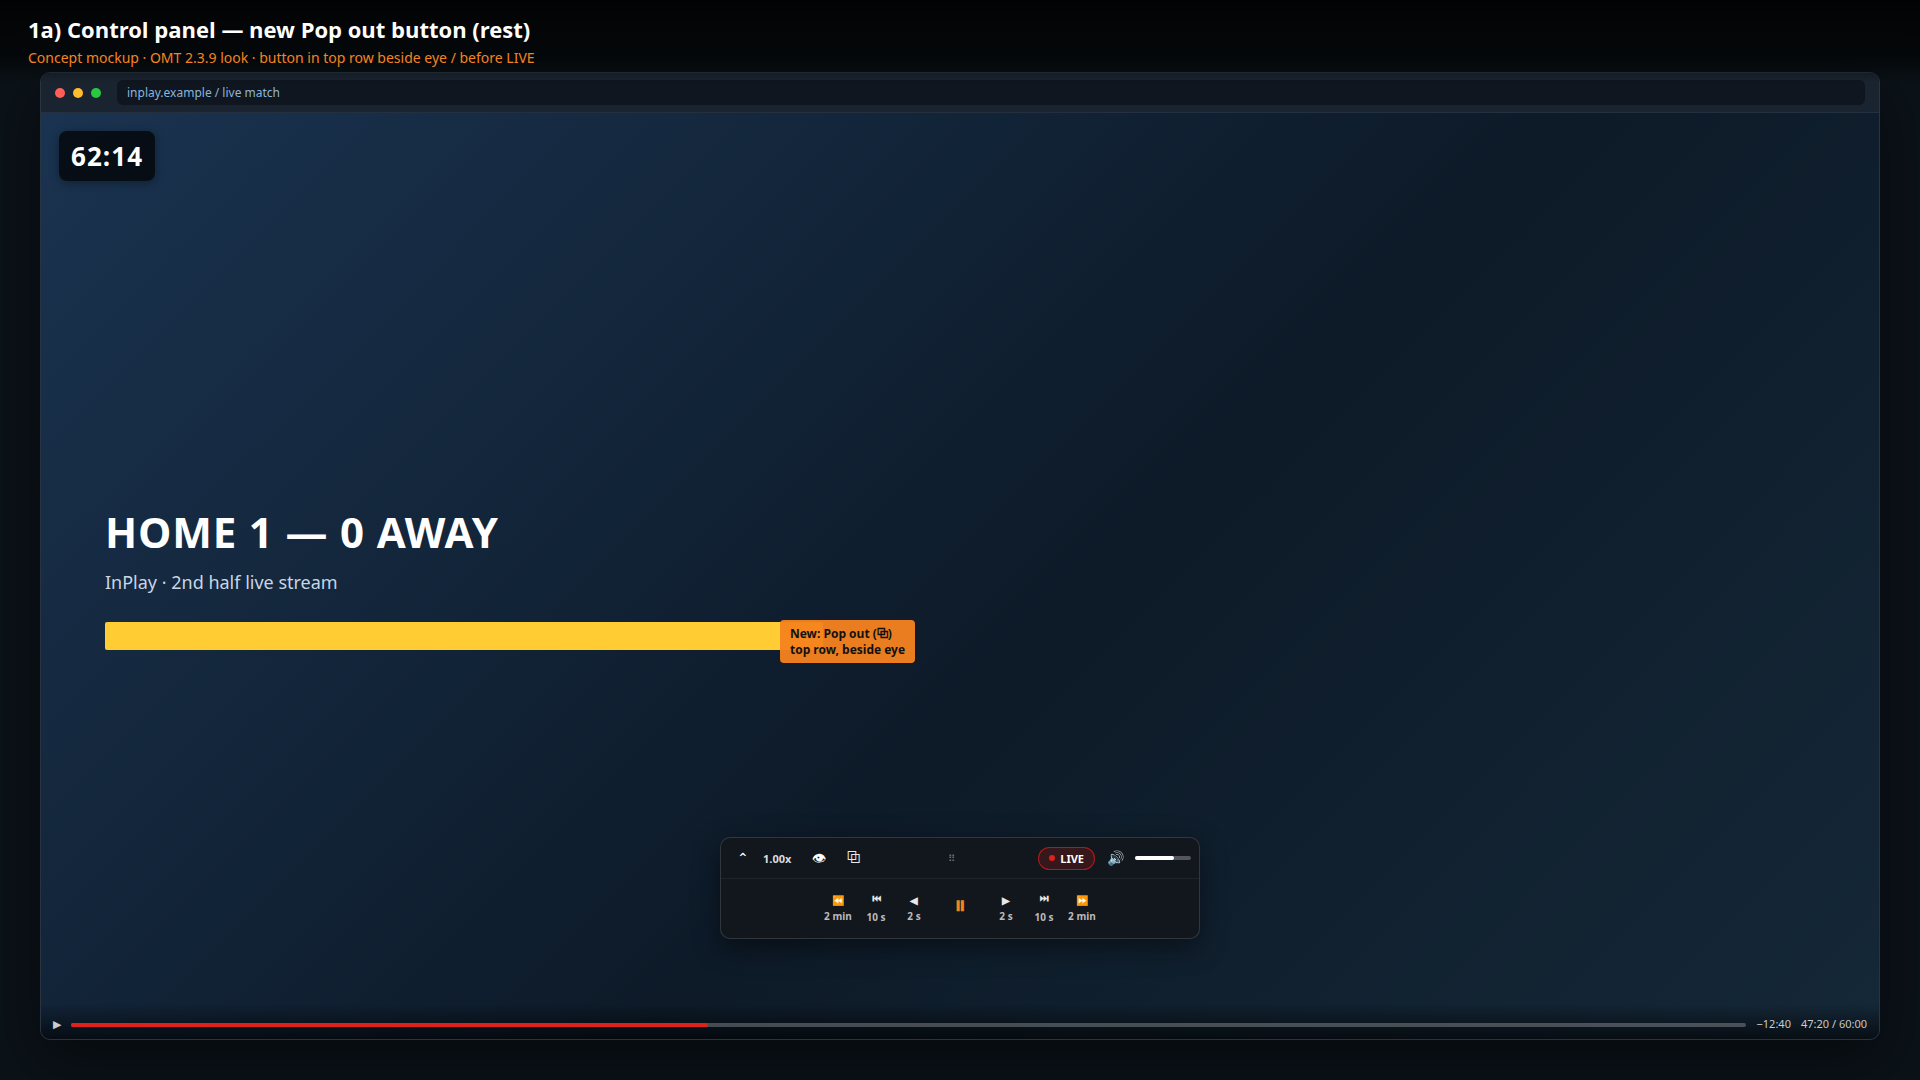 1a) Control panel — new Pop out button (rest)
Concept mockup · OMT 2.3.9 look · button in top row beside eye / before LIVE
inplay.example / live match
62:14
HOME 1 — 0 AWAY
InPlay · 2nd half live stream
New: Pop out (⧉)
top row, beside eye
1.00x
LIVE
2 min 10 s 2 s 2 s 10 s 2 min
−12:40 47:20 / 60:00